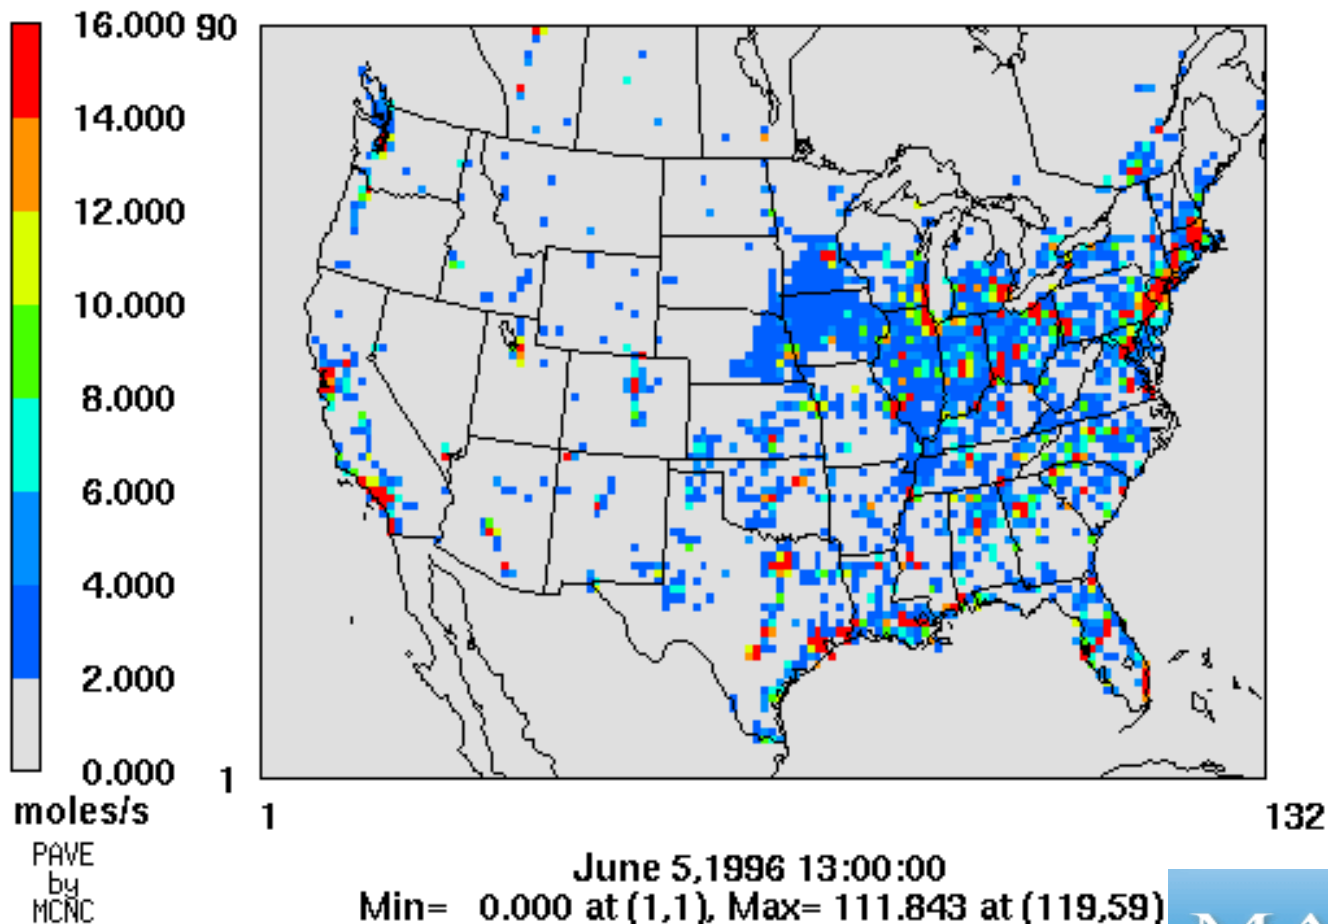 16.000
14.000
12.000
10.000
8.000
6.000
4.000
2.000
0.000
moles/s
PAVE
by
MCNC
90
1
1
132
June 5,1996 13:00:00
Min= 0.000 at (1,1), Max= 111.843 at (119,59)